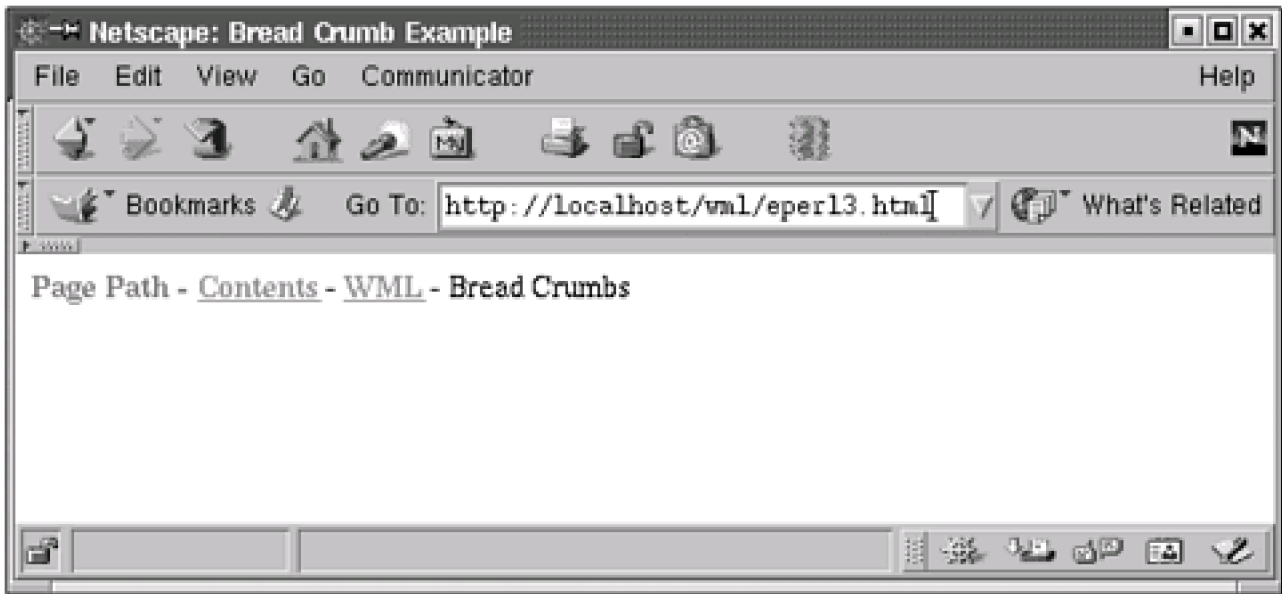 Netscape: Bread Crumb Example
File Edit View Go Communicator Help
My
N
Bookmarks Go To: http://localhost/wml/eperl3.html What's Related
Page Path - Contents - WML - Bread Crumbs